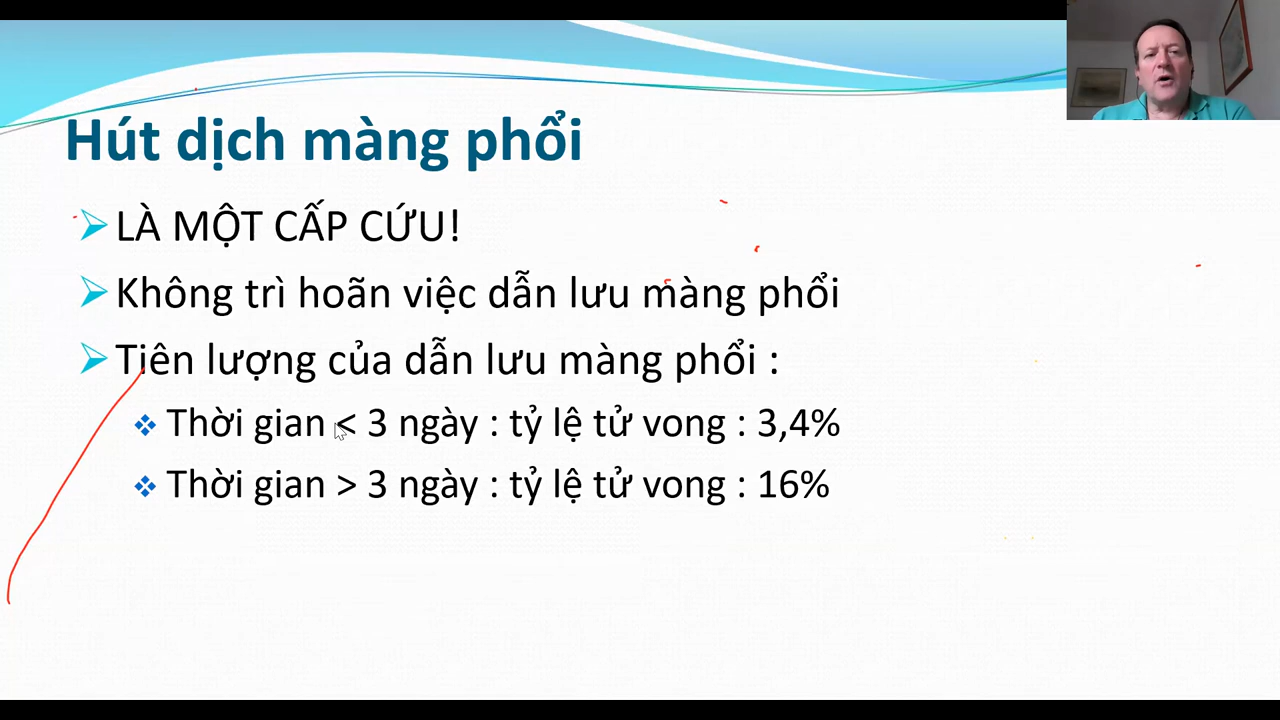 Hút dịch màng phổi
LÀ MỘT CẤP CỨU!
Không trì hoãn việc dẫn lưu màng phổi
Tiên lượng của dẫn lưu màng phổi :
Thời gian < 3 ngày : tỷ lệ tử vong : 3,4%
Thời gian > 3 ngày : tỷ lệ tử vong : 16%